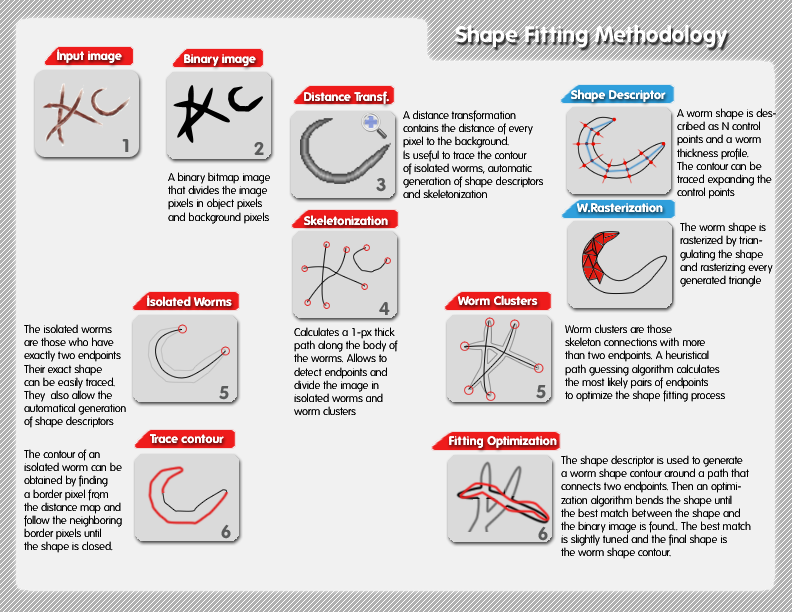 Shape Fitting Methodology
Input image
1
Binary image
2
A binary bitmap image
that divides the image
pixels in object pixels
and background pixels
Distance Transf.
3
A distance transformation
contains the distance of every
pixel to the background.
Is useful to trace the contour
of isolated worms, automatic
generation of shape descriptors
and skeletonization
Shape Descriptor
A worm shape is des-
cribed as N control
points and a worm
thickness profile.
The contour can be
traced expanding the
control points
W.Rasterization
The worm shape is
rasterized by trian-
gulating the shape
and rasterizing every
generated triangle
Skeletonization
4
Calculates a 1-px thick
path along the body of
the worms. Allows to
detect endpoints and
divide the image in
isolated worms and
worm clusters
Isolated Worms
5
The isolated worms
are those who have
exactly two endpoints
Their exact shape
can be easily traced.
They also allow the
automatical generation
of shape descriptors
Worm Clusters
5
Worm clusters are those
skeleton connections with more
than two endpoints. A heuristical
path guessing algorithm calculates
the most likely pairs of endpoints
to optimize the shape fitting process
Trace contour
6
The contour of an
isolated worm can be
obtained by finding
a border pixel from
the distance map and
follow the neighboring
border pixels until
the shape is closed.
Fitting Optimization
6
The shape descriptor is used to generate
a worm shape contour around a path that
connects two endpoints. Then an optimi-
zation algorithm bends the shape until
the best match between the shape and
the binary image is found.. The best match
is slightly tuned and the final shape is
the worm shape contour.